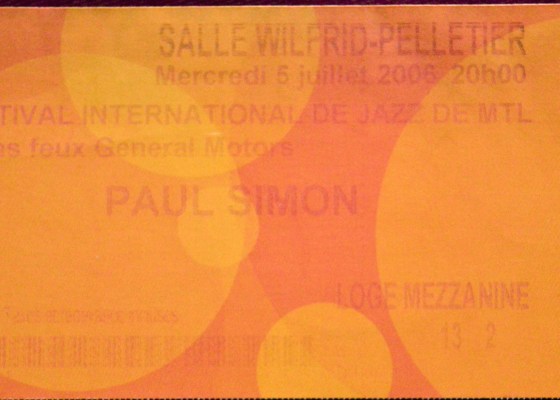 SALLE WILFRID-PELLETIER
Mercredi 5 juillet 2006 20h00
TIVAL INTERNATIONAL DE JAZZ DE MTL
feux General Motors
PAUL SIMON
LOGE MEZZANINE
13 2